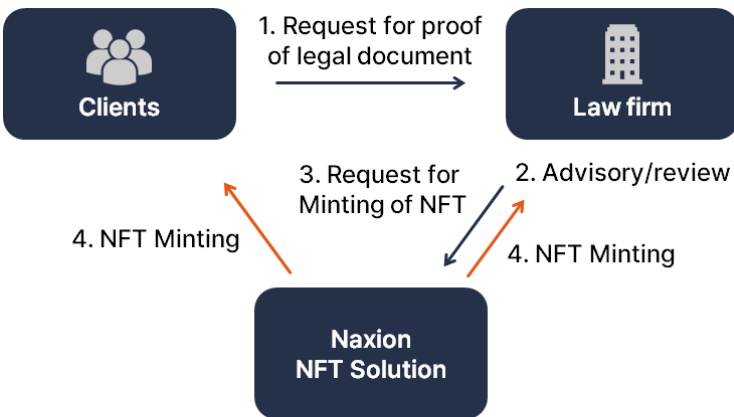 1. Request for proof
of legal document
Clients
Law firm
3. Request for
Minting of NFT
2. Advisory/review
4. NFT Minting
4. NFT Minting
Naxion
NFT Solution